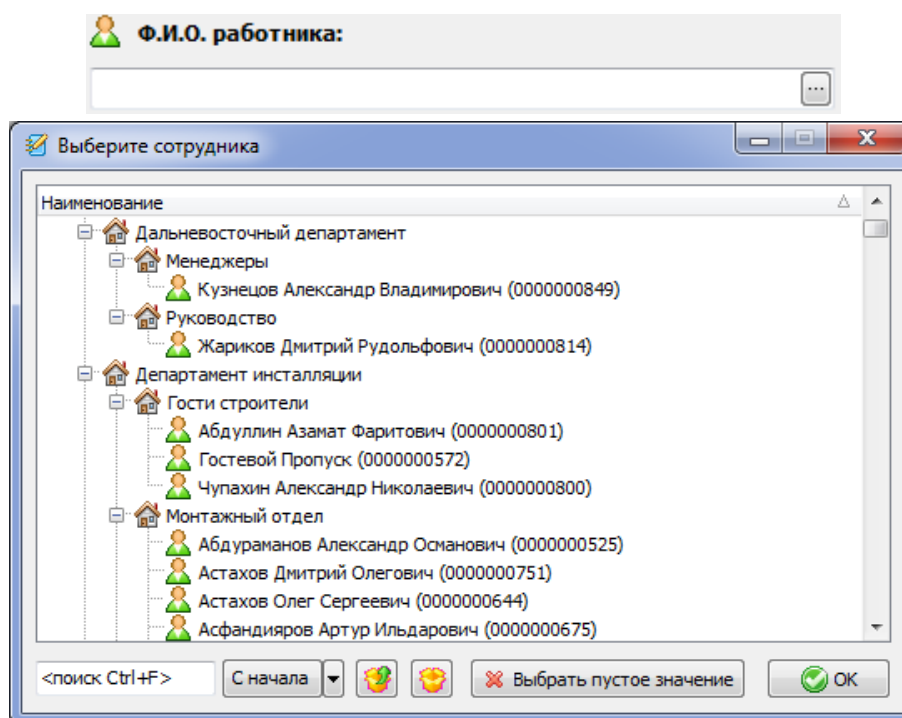 Ф.И.О. работника:
...
Выберите сотрудника
Наименование
Дальневосточный департамент
Менеджеры
Кузнецов Александр Владимирович (0000000849)
Руководство
Жариков Дмитрий Рудольфович (0000000814)
Департамент инсталляции
Гости строители
Абдуллин Азамат Фаритович (0000000801)
Гостевой Пропуск (0000000572)
Чупахин Александр Николаевич (0000000800)
Монтажный отдел
Абдураманов Александр Османович (0000000525)
Астахов Дмитрий Олегович (0000000751)
Астахов Олег Сергеевич (0000000644)
Асфандияров Артур Ильдарович (0000000675)
<поиск Ctrl+F> С начала Выбрать пустое значение OK